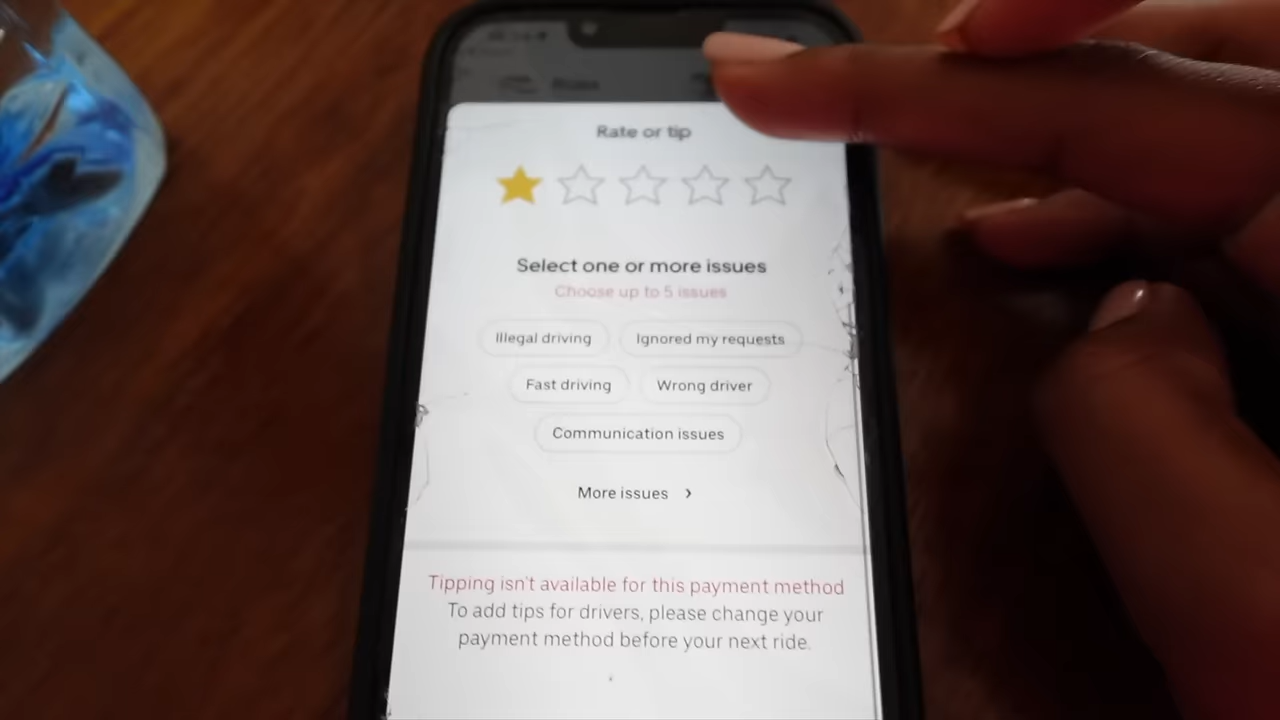 Rate or tip
Select one or more issues
Choose up to 5 issues
Illegal driving
Ignored my requests
Fast driving
Wrong driver
Communication issues
More issues >
Tipping isn't available for this payment method
To add tips for drivers, please change your
payment method before your next ride.